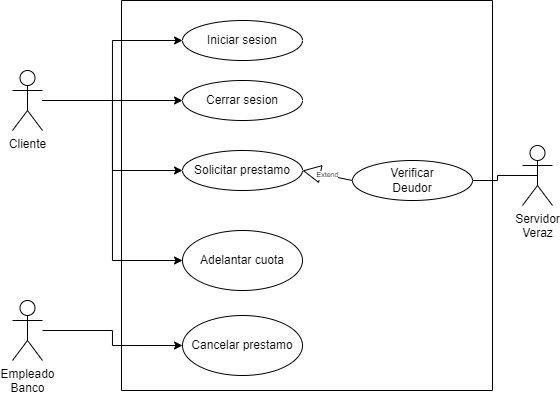 Iniciar sesion
Cerrar sesion
Cliente
Solicitar prestamo
Extend
Verificar
Deudor
Servidor
Veraz
Adelantar cuota
Cancelar prestamo
Empleado
Banco